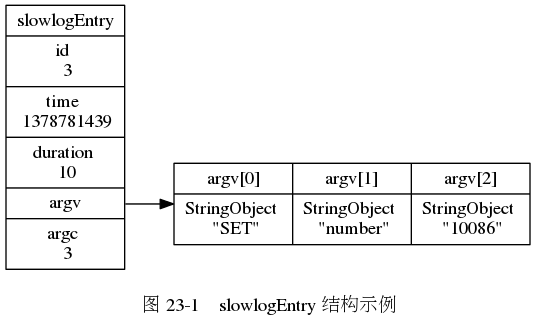 slowlogEntry
id
3
time
1378781439
duration
10
argv
argc
3
argv[0]
argv[1]
argv[2]
StringObject
"SET"
StringObject
"number"
StringObject
"10086"
图 23-1 slowlogEntry 结构示例